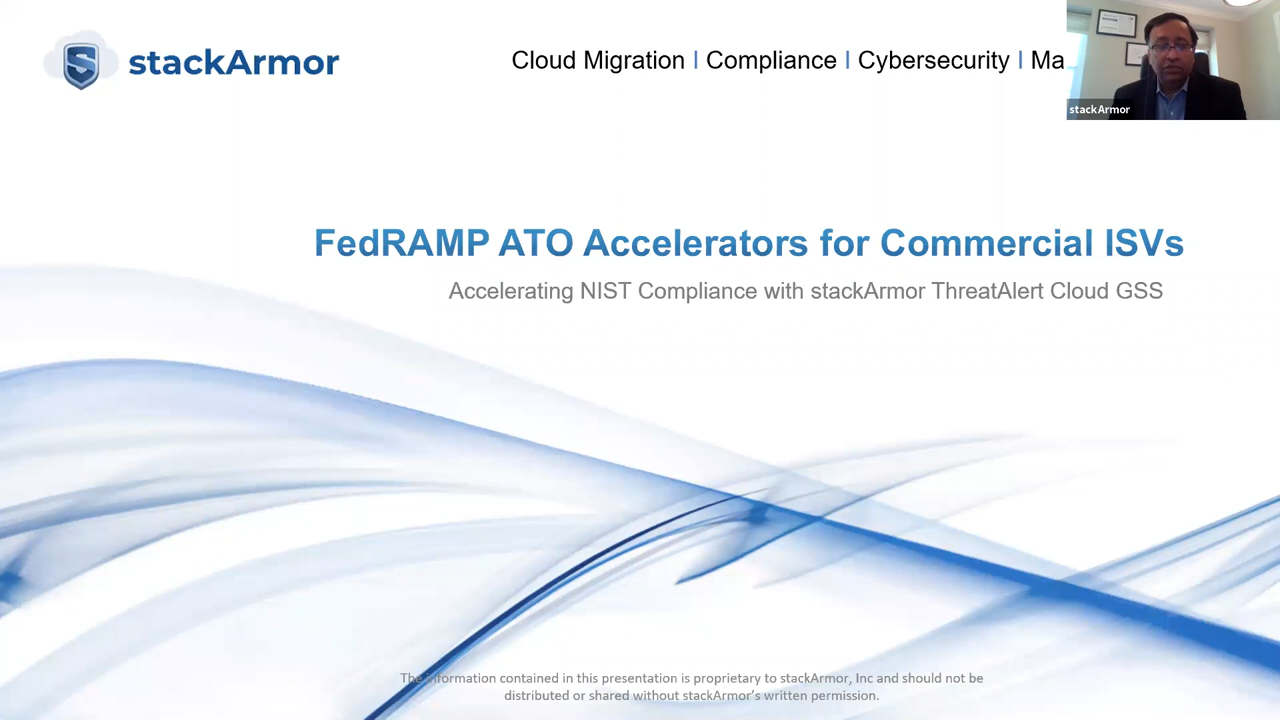 stackArmor
Cloud Migration | Compliance | Cybersecurity | Ma
stackArmor
FedRAMP ATO Accelerators for Commercial ISVs
Accelerating NIST Compliance with stackArmor ThreatAlert Cloud GSS
The information contained in this presentation is proprietary to stackArmor, Inc and should not be
distributed or shared without stackArmor's written permission.